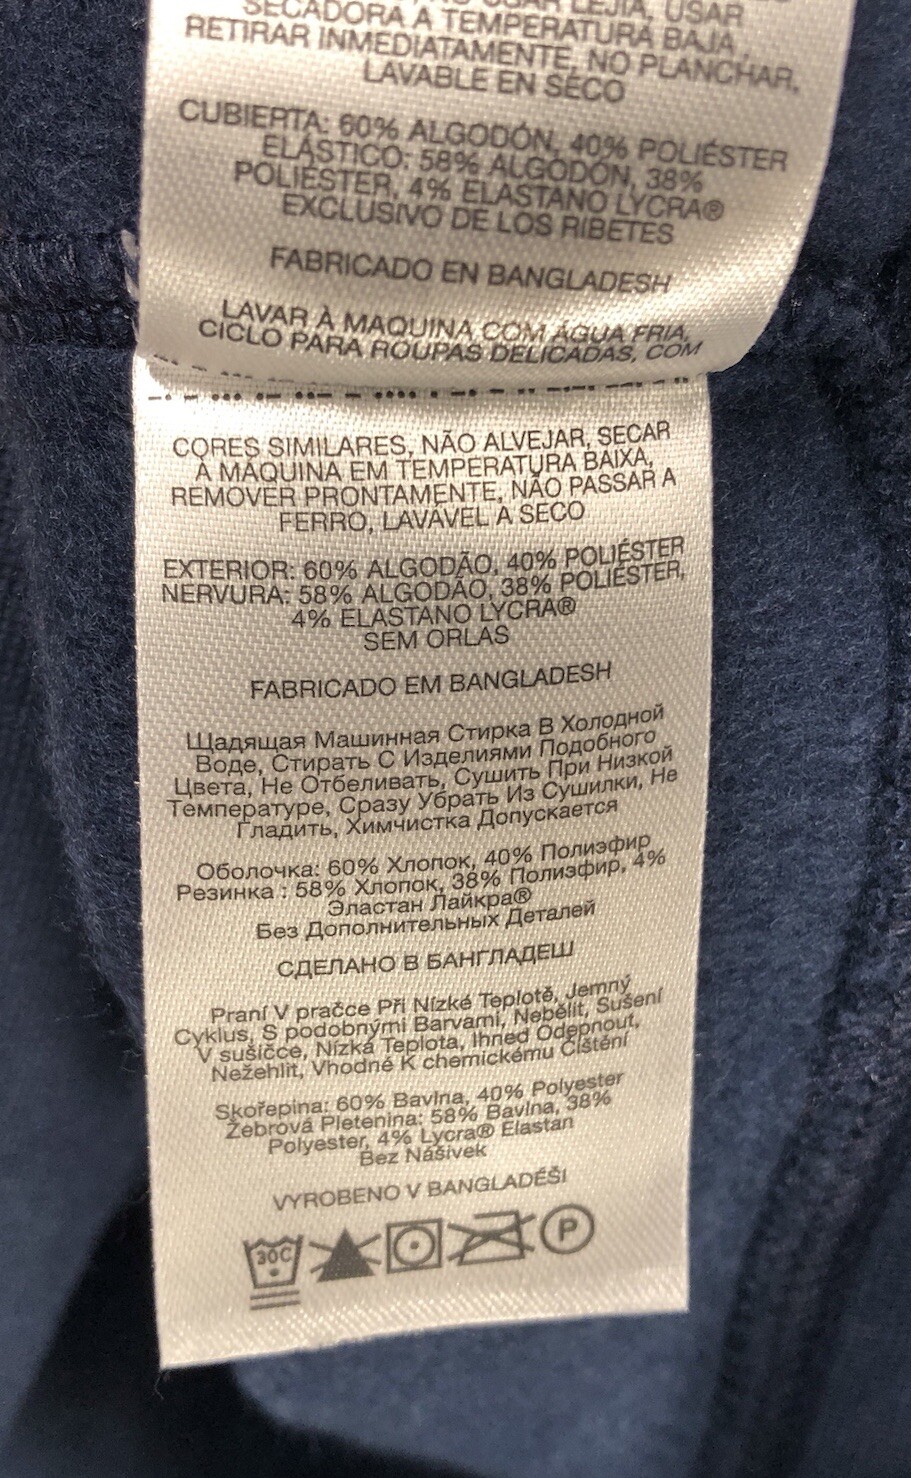 USAR LEJÍA, USAR
SECADORA A TEMPERATURA BAJA,
RETIRAR INMEDIATAMENTE, NO PLANCHAR,
LAVABLE EN SECO
CUBIERTA: 60% ALGODÓN, 40% POLIÉSTER
ELÁSTICO: 58% ALGODÓN, 38%
POLIÉSTER, 4% ELASTANO LYCRA®
EXCLUSIVO DE LOS RIBETES
FABRICADO EN BANGLADESH
LAVAR À MAQUINA COM ÁGUA FRIA,
CICLO PARA ROUPAS DELICADAS, COM
CORES SIMILARES, NÃO ALVEJAR, SECAR
À MÁQUINA EM TEMPERATURA BAIXA,
REMOVER PRONTAMENTE, NÃO PASSAR A
FERRO, LAVÁVEL A SECO
EXTERIOR: 60% ALGODÃO, 40% POLIÉSTER
NERVURA: 58% ALGODÃO, 38% POLIÉSTER,
4% ELASTANO LYCRA®
SEM ORLAS
FABRICADO EM BANGLADESH
Щадящая Машинная Стирка В Холодной
Воде, Стирать С Изделиями Подобного
Цвета, Не Отбеливать, Сушить При Низкой
Температуре, Сразу Убрать Из Сушилки, Не
Гладить, Химчистка Допускается
Оболочка: 60% Хлопок, 40% Полиэфир
Резинка : 58% Хлопок, 38% Полиэфир, 4%
Эластан Лайкра®
Без Дополнительных Деталей
СДЕЛАНО В БАНГЛАДЕШ
Praní V pračce Při Nízké Teplotě, Jemný
Cyklus, S podobnými Barvami, Nebělit, Sušení
V sušičce, Nízká Teplota, Ihned Odepnout,
Nežehlit, Vhodné K chemickému Čištění
Skořepina: 60% Bavlna, 40% Polyester
Žebrová Pletenina: 58% Bavlna, 38%
Polyester, 4% Lycra® Elastan
Bez Nášivek
VYROBENO V BANGLADÉŠI
30C P